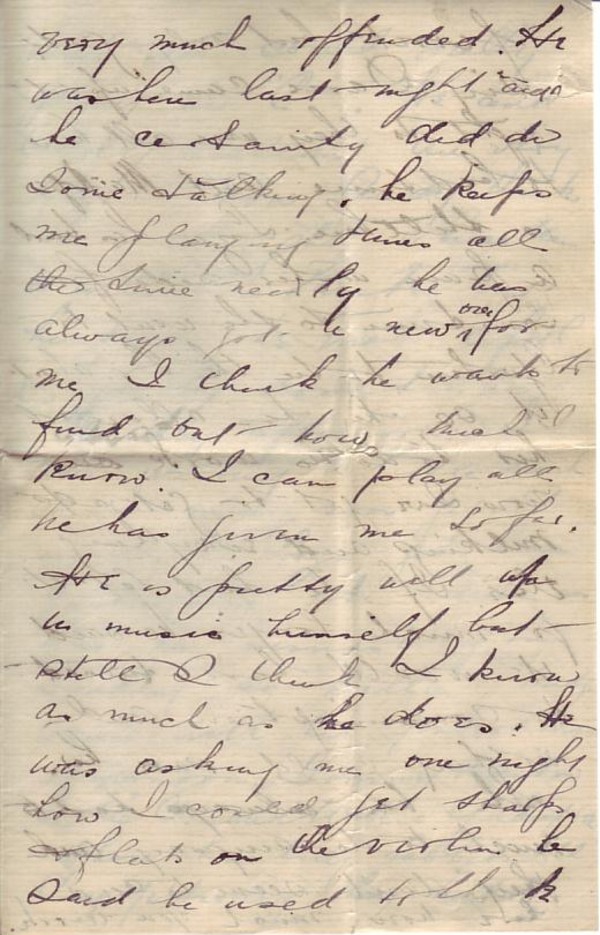 very much offended. He
was here last night and
he certainty did do
some talking. he keeps
me playing tunes all
the time nearly he has
always got a new one for
me I think he wants to
find out how much I
know. I can play all
he has given me so far.
He is pretty well up
in music himself but
still I think I know
as much as he does. He
was asking me one night
how I could get sharps
flats on the violin he
said he used to think